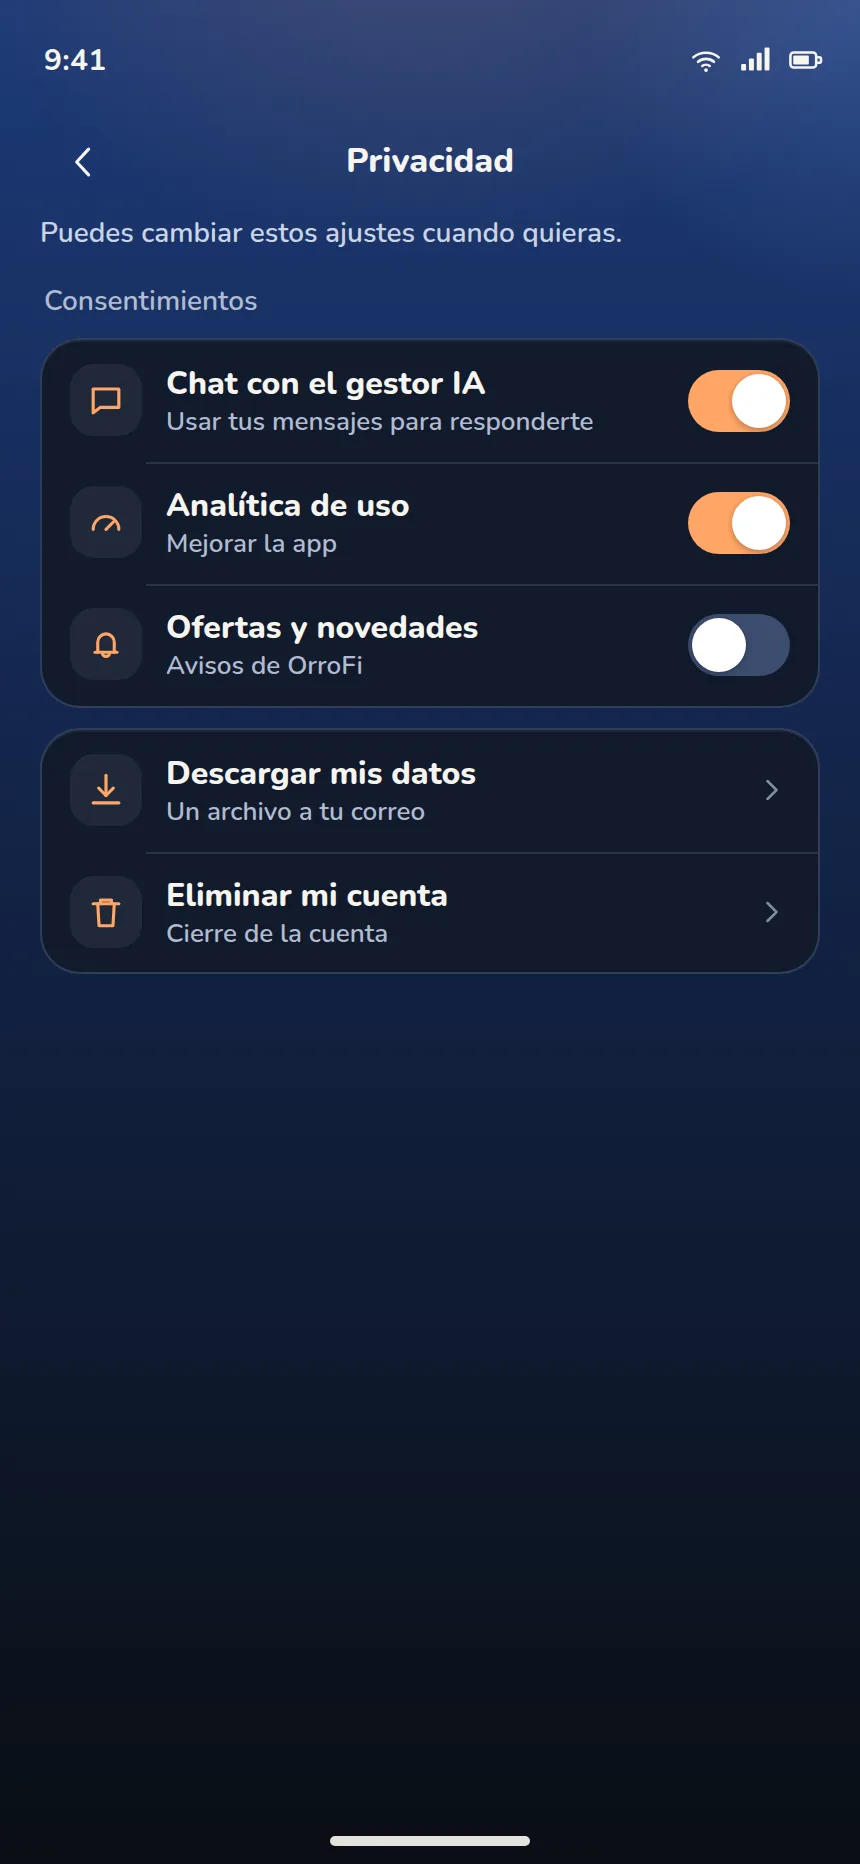 9:41
Privacidad
Puedes cambiar estos ajustes cuando quieras.
Consentimientos
Chat con el gestor IA
Usar tus mensajes para responderte
Analítica de uso
Mejorar la app
Ofertas y novedades
Avisos de OrroFi
Descargar mis datos
Un archivo a tu correo
Eliminar mi cuenta
Cierre de la cuenta